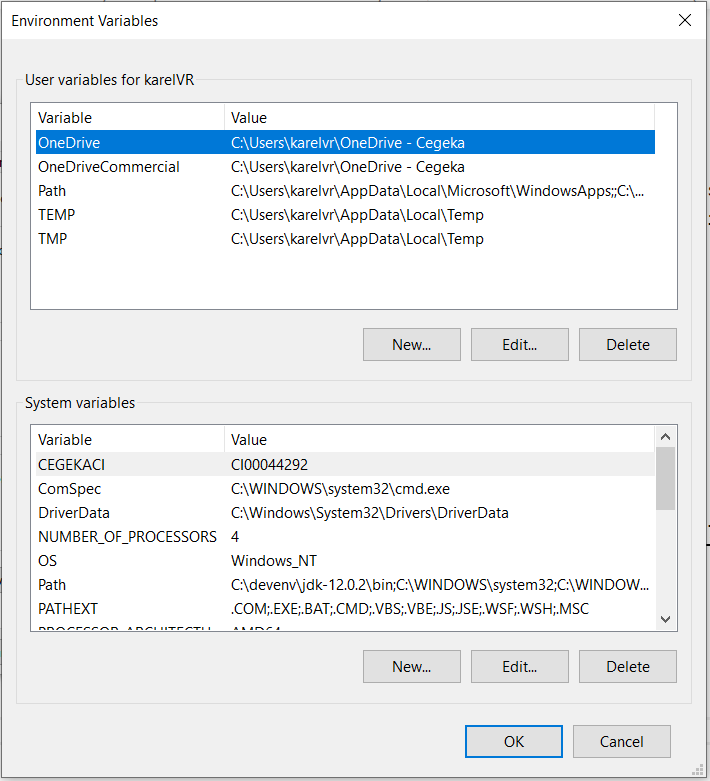 Environment Variables
User variables for karelVR
Variable Value
OneDrive C:\Users\karelvr\OneDrive - Cegeka
OneDriveCommercial C:\Users\karelvr\OneDrive - Cegeka
Path C:\Users\karelvr\AppData\Local\Microsoft\WindowsApps;;C:\...
TEMP C:\Users\karelvr\AppData\Local\Temp
TMP C:\Users\karelvr\AppData\Local\Temp
New... Edit... Delete
System variables
Variable Value
CEGEKACI CI00044292
ComSpec C:\WINDOWS\system32\cmd.exe
DriverData C:\Windows\System32\Drivers\DriverData
NUMBER_OF_PROCESSORS 4
OS Windows_NT
Path C:\devenv\jdk-12.0.2\bin;C:\WINDOWS\system32;C:\WINDOW...
PATHEXT .COM;.EXE;.BAT;.CMD;.VBS;.VBE;.JS;.JSE;.WSF;.WSH;.MSC
New... Edit... Delete
OK Cancel